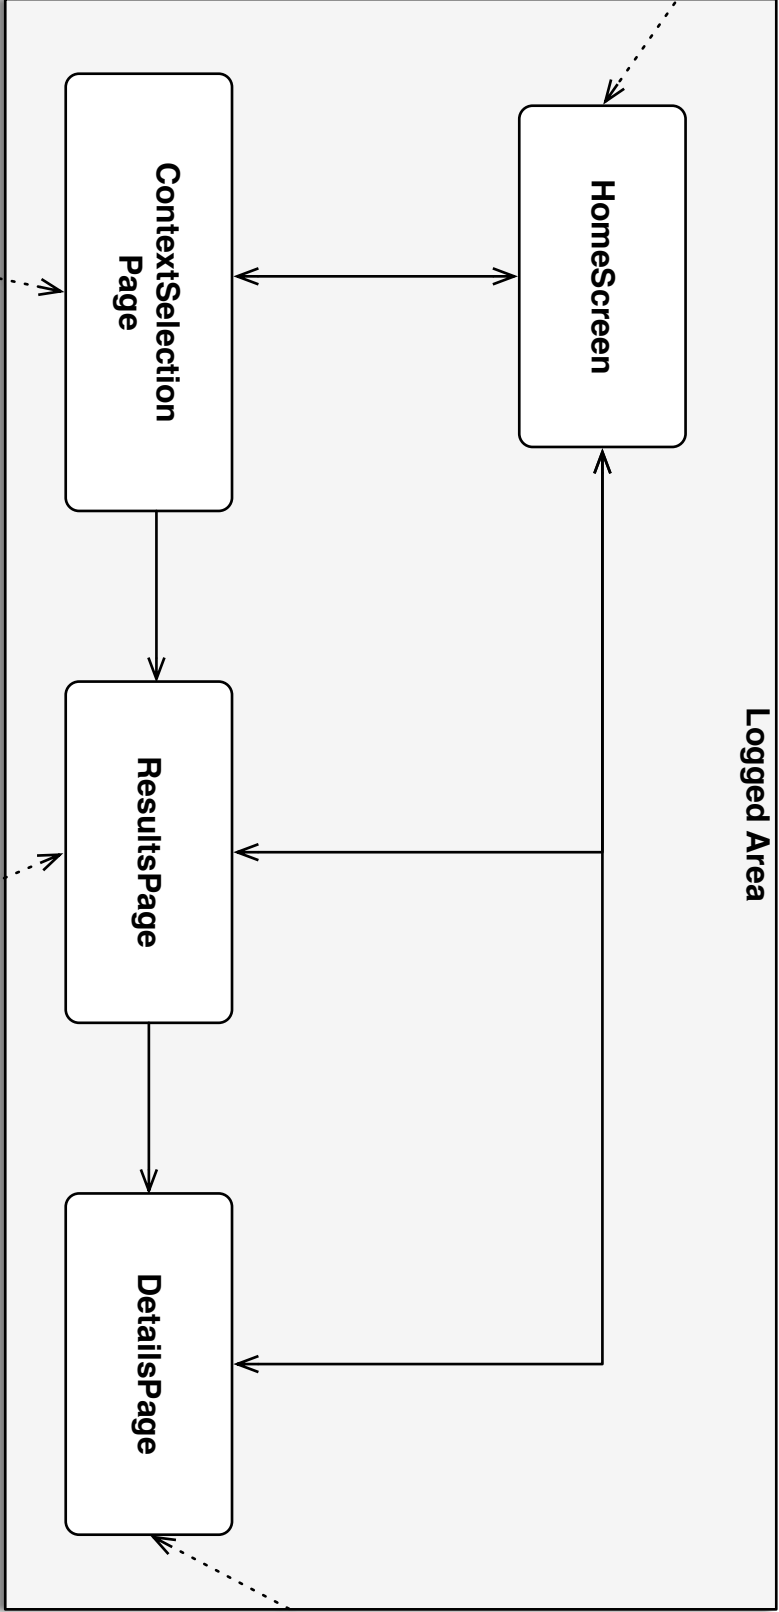 Logged Area
HomeScreen
ContextSelection
Page
ResultsPage
DetailsPage